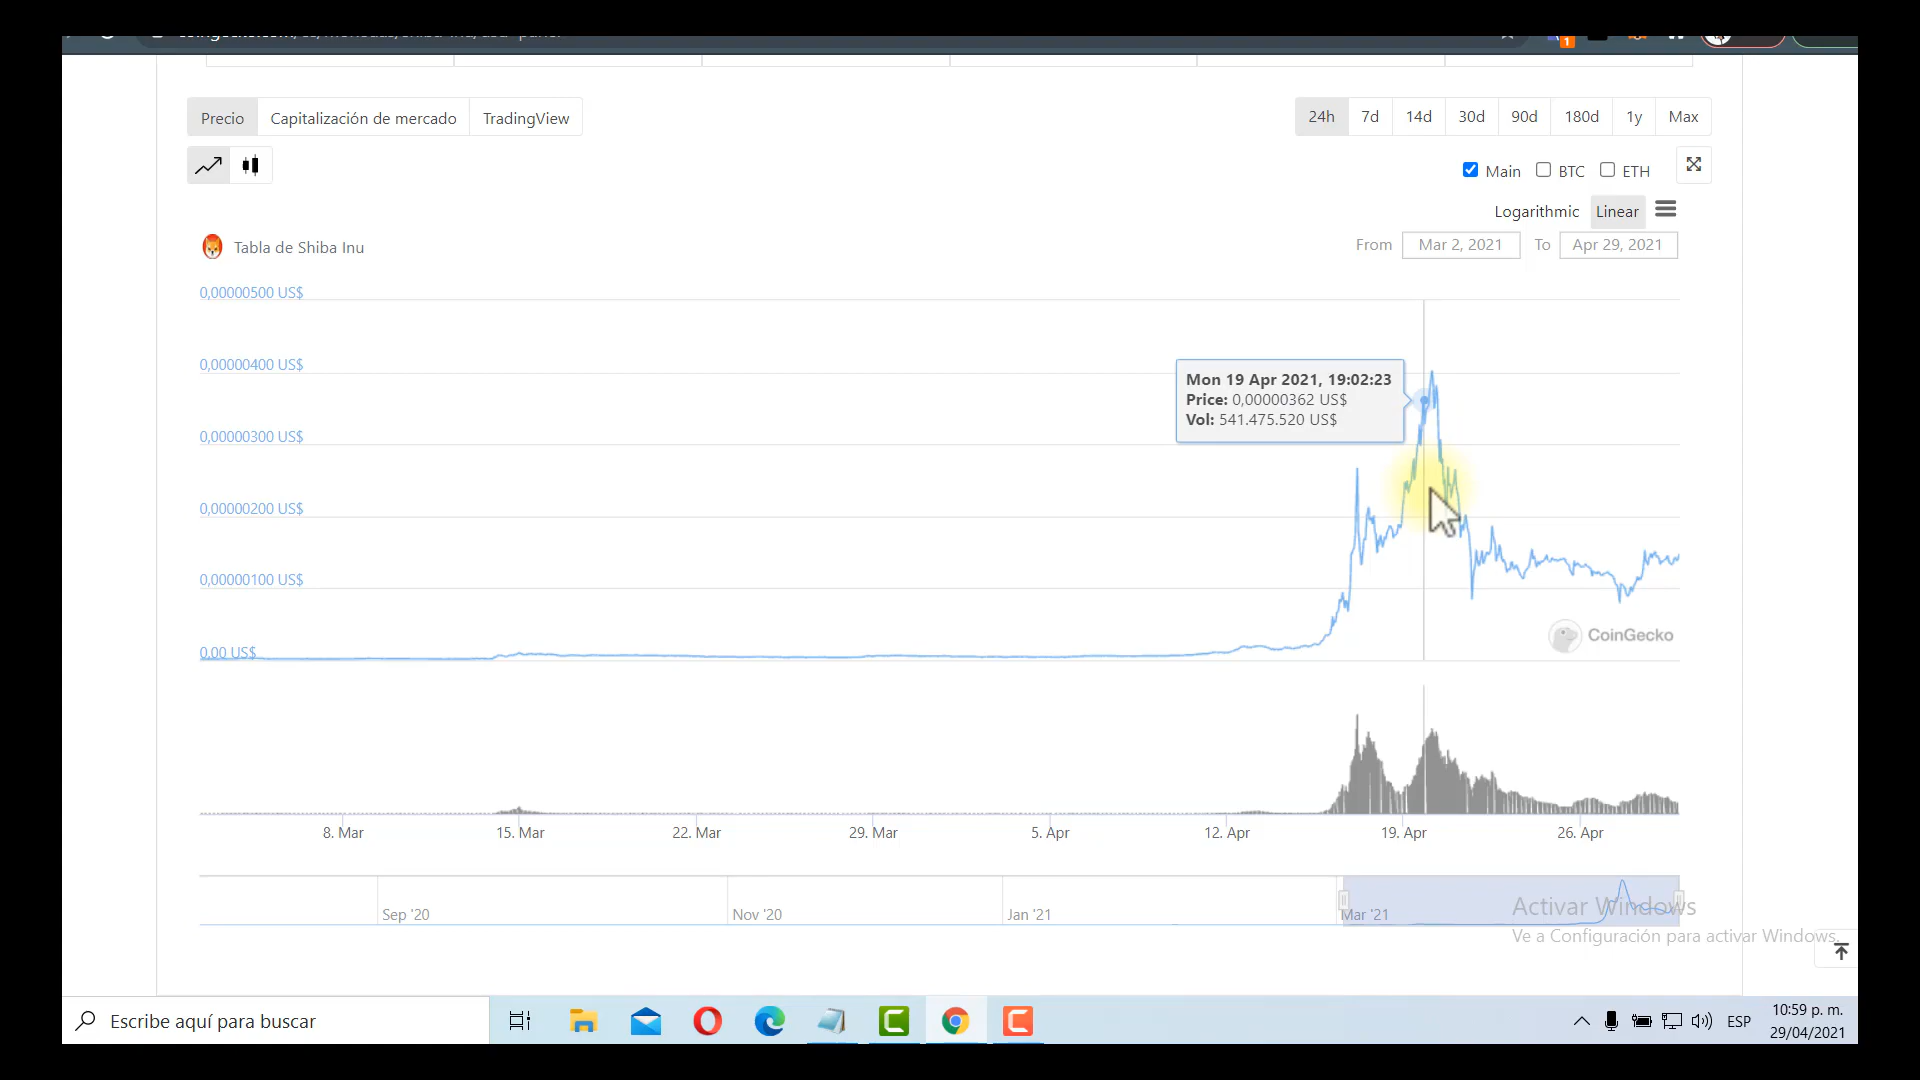 1
Precio Capitalización de mercado TradingView
24h 7d 14d 30d 90d 180d 1y Max
Main BTC ETH
Logarithmic Linear
Tabla de Shiba Inu
From Mar 2, 2021 To Apr 29, 2021
0,00000500 US$
0,00000400 US$
Mon 19 Apr 2021, 19:02:23
Price: 0,00000362 US$
Vol: 541.475.520 US$
0,00000300 US$
0,00000200 US$
0,00000100 US$
CoinGecko
0,00 US$
8. Mar 15. Mar 22. Mar 29. Mar 5. Apr 12. Apr 19. Apr 26. Apr
Sep '20 Nov '20 Jan '21 Mar '21
Activar Windows
Ve a Configuración para activar Windows.
Escribe aquí para buscar
ESP
10:59 p. m.
29/04/2021